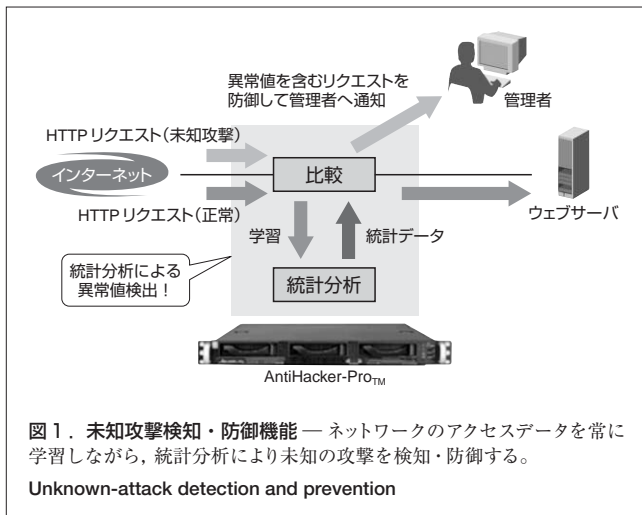 異常値を含むリクエストを
防御して管理者へ通知
管理者
HTTPリクエスト(未知攻撃)
インターネット
比較
HTTPリクエスト(正常)
ウェブサーバ
学習
統計データ
統計分析による
異常値検出！
統計分析
AntiHacker-ProTM
図1. 未知攻撃検知・防御機能 — ネットワークのアクセスデータを常に
学習しながら，統計分析により未知の攻撃を検知・防御する。
Unknown-attack detection and prevention